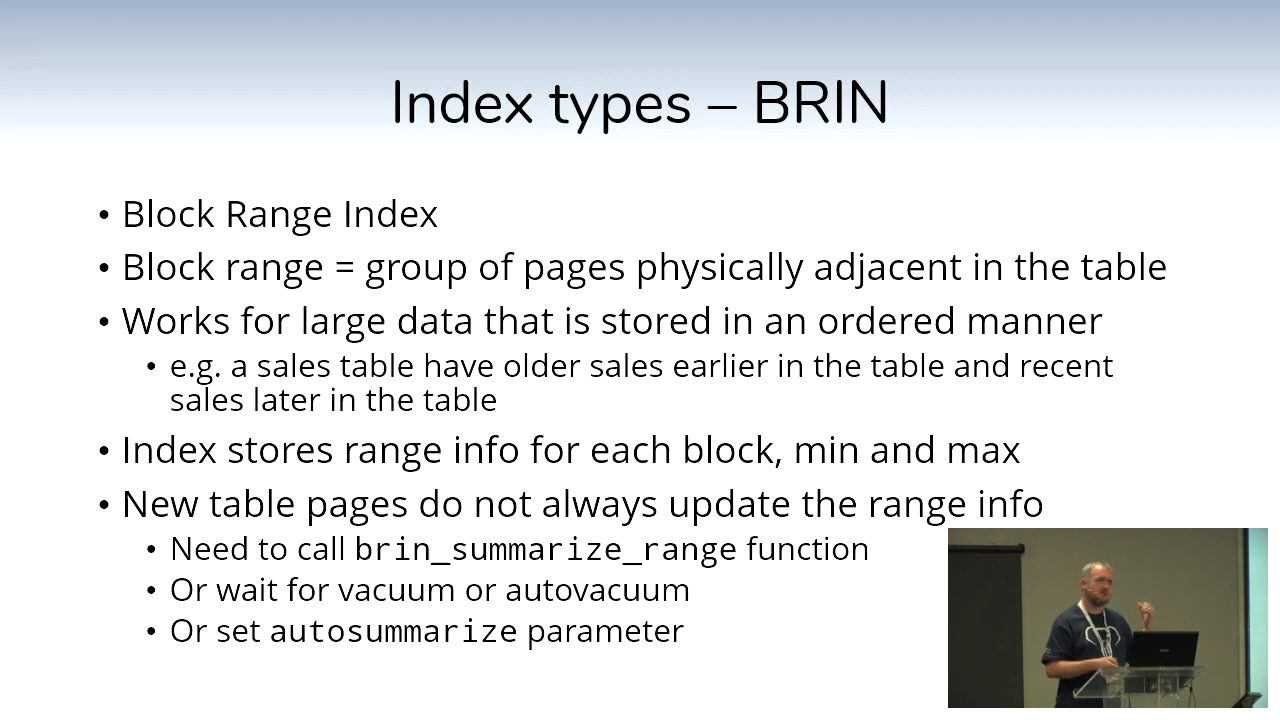 Index types – BRIN
• Block Range Index
• Block range = group of pages physically adjacent in the table
• Works for large data that is stored in an ordered manner
• e.g. a sales table have older sales earlier in the table and recent
sales later in the table
• Index stores range info for each block, min and max
• New table pages do not always update the range info
• Need to call brin_summarize_range function
• Or wait for vacuum or autovacuum
• Or set autosummarize parameter